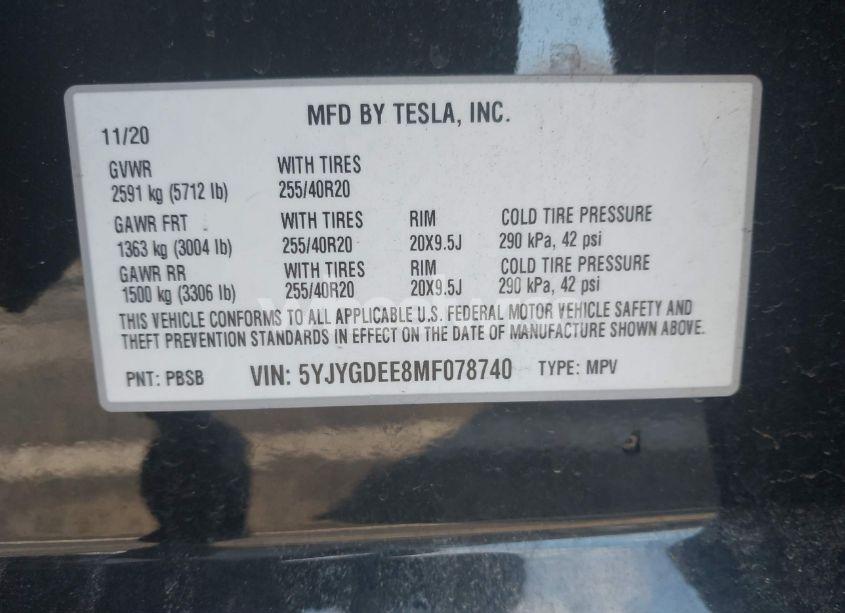 MFD BY TESLA, INC.
11/20
GVWR WITH TIRES
2591 kg (5712 lb) 255/40R20
GAWR FRT WITH TIRES RIM COLD TIRE PRESSURE
1363 kg (3004 lb) 255/40R20 20X9.5J 290 kPa, 42 psi
GAWR RR WITH TIRES RIM COLD TIRE PRESSURE
1500 kg (3306 lb) 255/40R20 20X9.5J 290 kPa, 42 psi
THIS VEHICLE CONFORMS TO ALL APPLICABLE U.S. FEDERAL MOTOR VEHICLE SAFETY AND
THEFT PREVENTION STANDARDS IN EFFECT ON THE DATE OF MANUFACTURE SHOWN ABOVE.
PNT: PBSB VIN: 5YJYGDEE8MF078740 TYPE: MPV